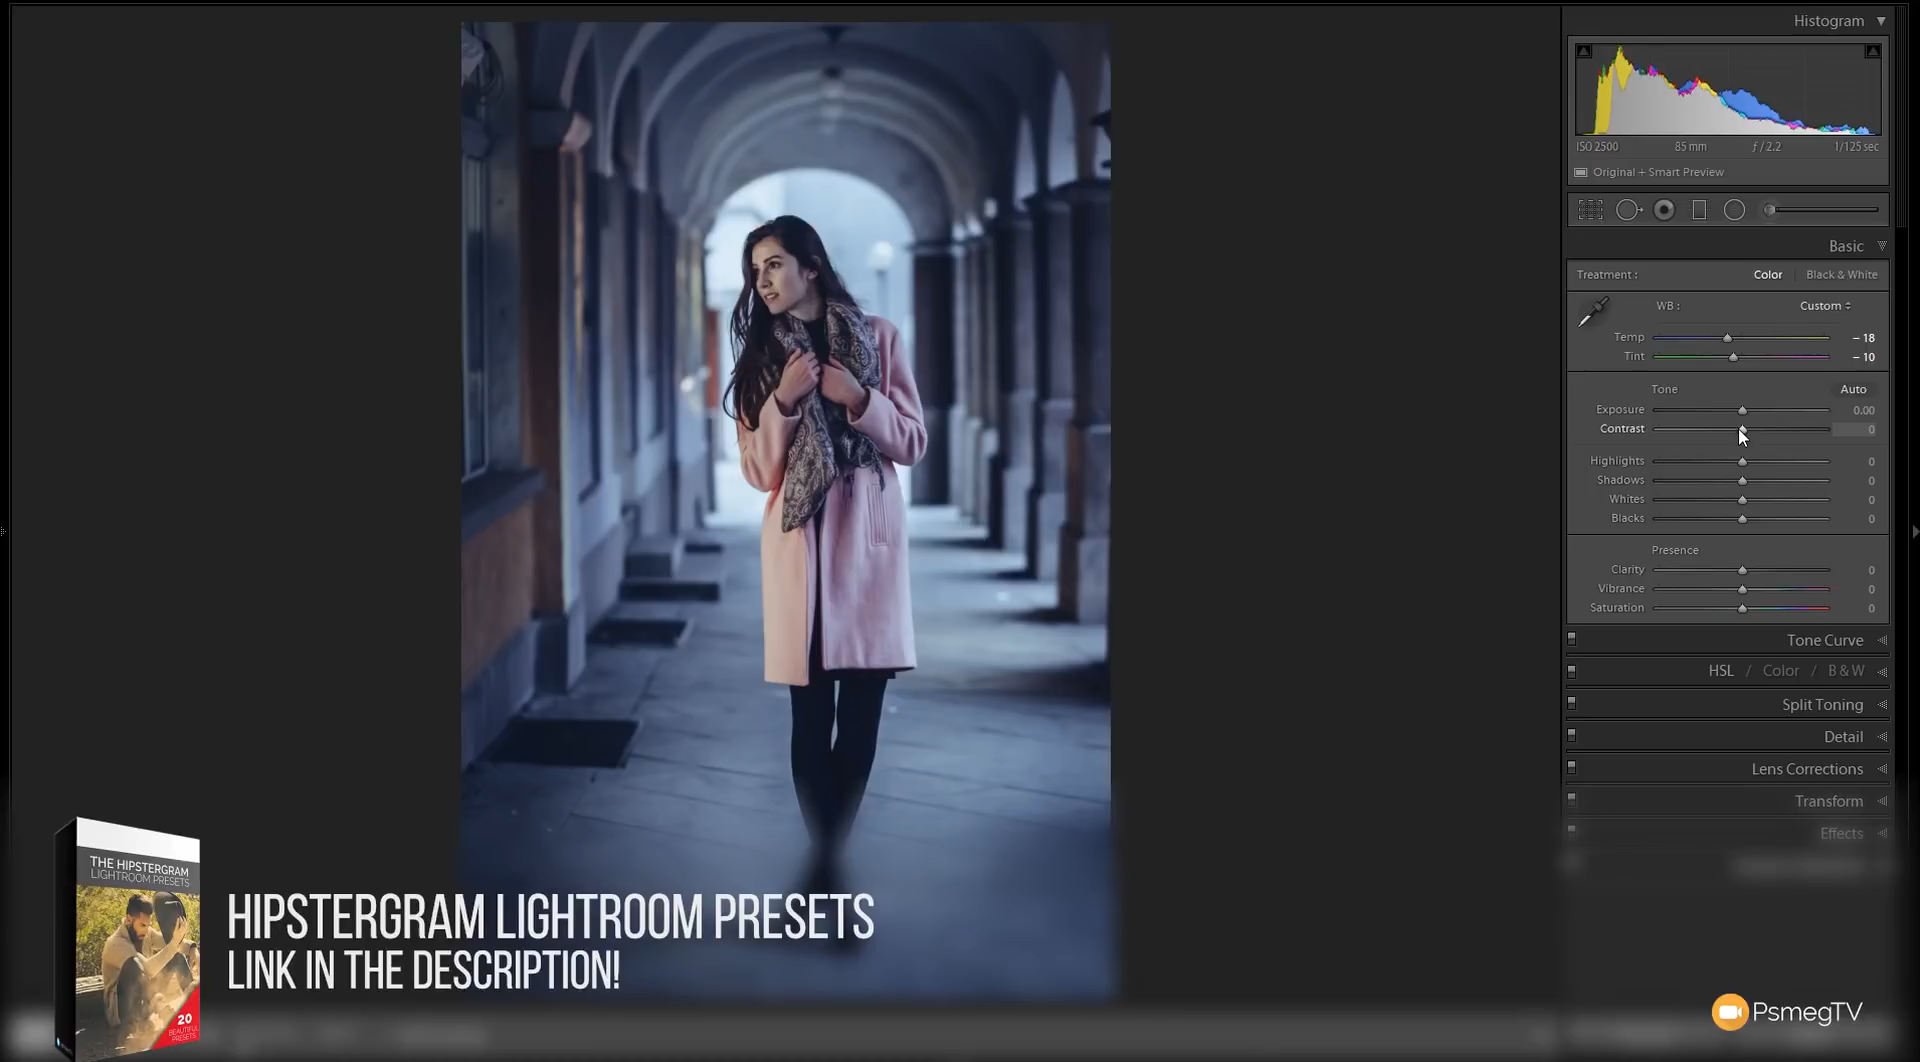 Histogram
ISO 2500 85 mm ƒ / 2.2 1/125 sec
Original + Smart Preview
Basic
Treatment : Color Black & White
WB : Custom
Temp – 18
Tint – 10
Tone Auto
Exposure 0.00
Contrast 0
Highlights 0
Shadows 0
Whites 0
Blacks 0
Presence
Clarity 0
Vibrance 0
Saturation 0
Tone Curve
HSL / Color / B & W
Split Toning
Detail
Lens Corrections
Transform
Effects
THE HIPSTERGRAM
LIGHTROOM PRESETS
20
BEAUTIFUL
PRESETS
HIPSTERGRAM LIGHTROOM PRESETS
LINK IN THE DESCRIPTION!
PsmegTV